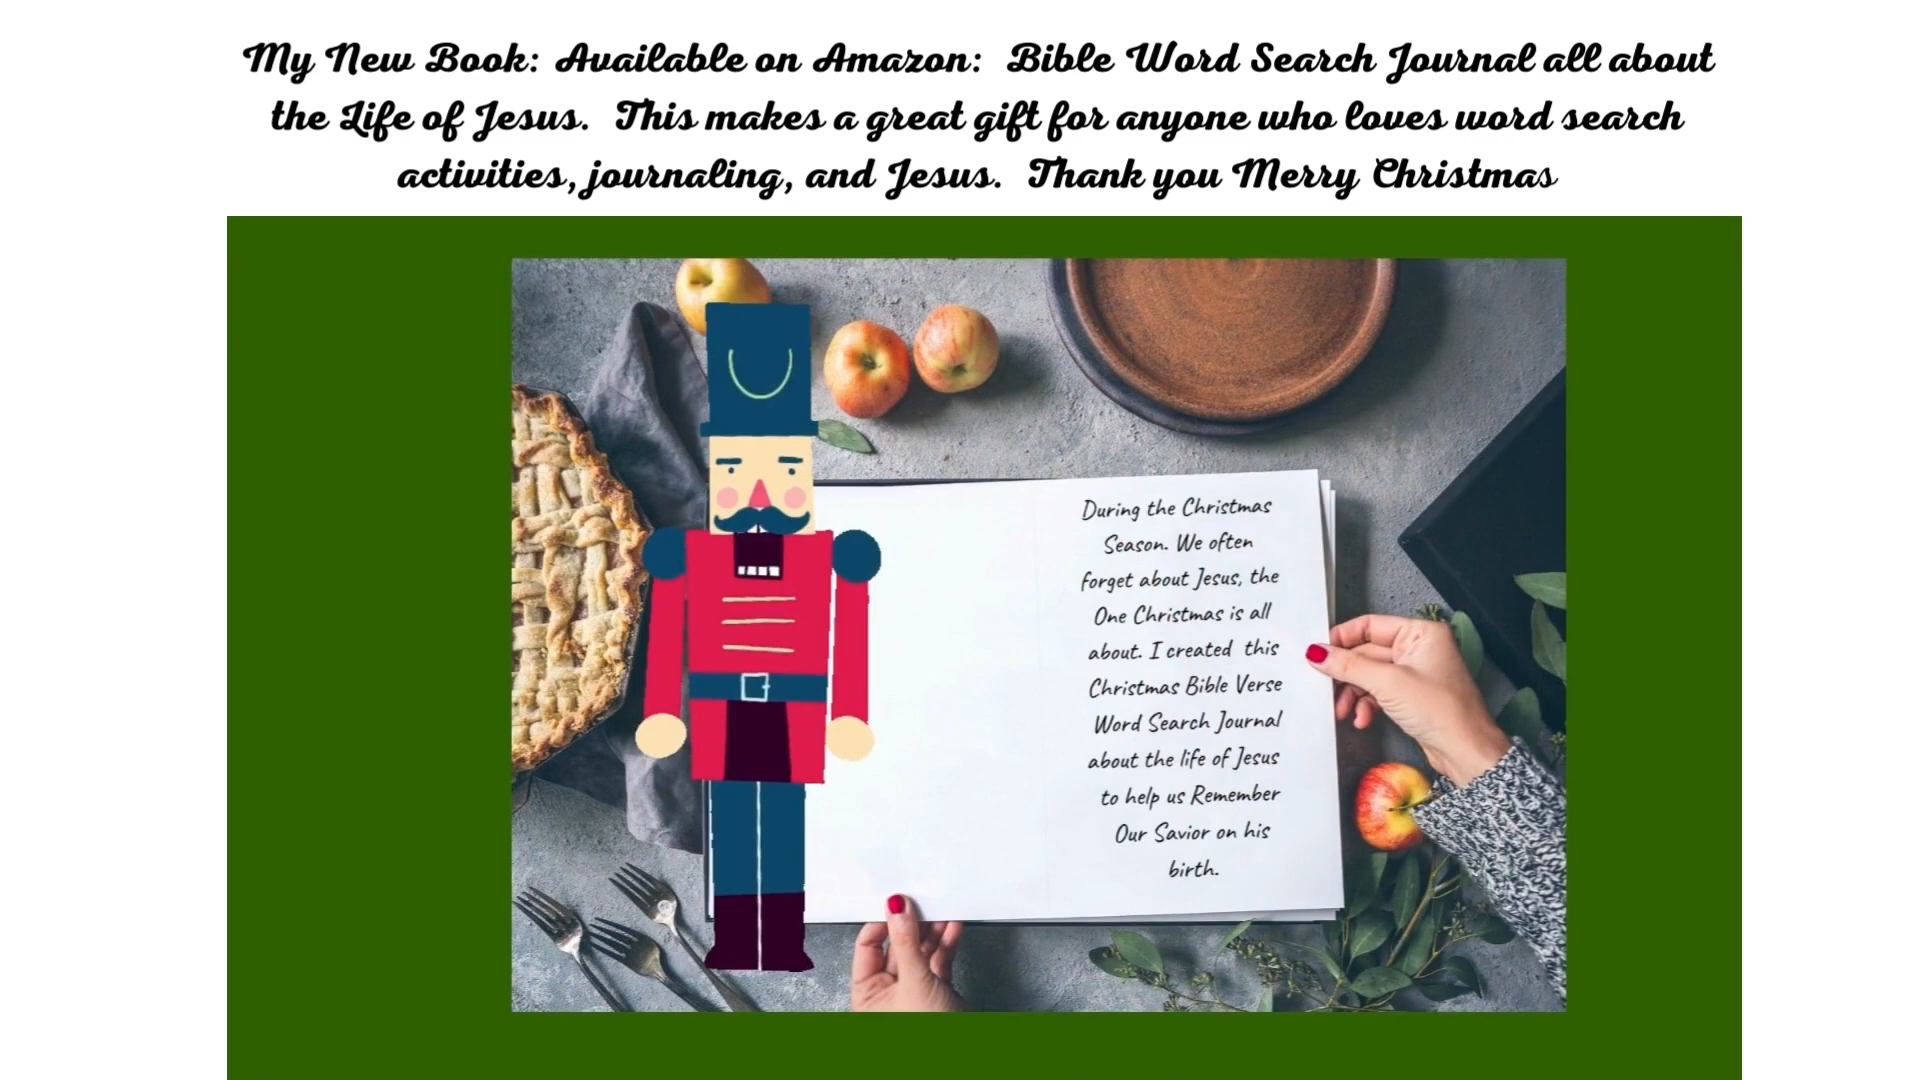 My New Book: Available on Amazon: Bible Word Search Journal all about
the Life of Jesus. This makes a great gift for anyone who loves word search
activities, journaling, and Jesus. Thank you Merry Christmas
During the Christmas
Season. We often
forget about Jesus, the
One Christmas is all
about. I created this
Christmas Bible Verse
Word Search Journal
about the life of Jesus
to help us Remember
Our Savior on his
birth.